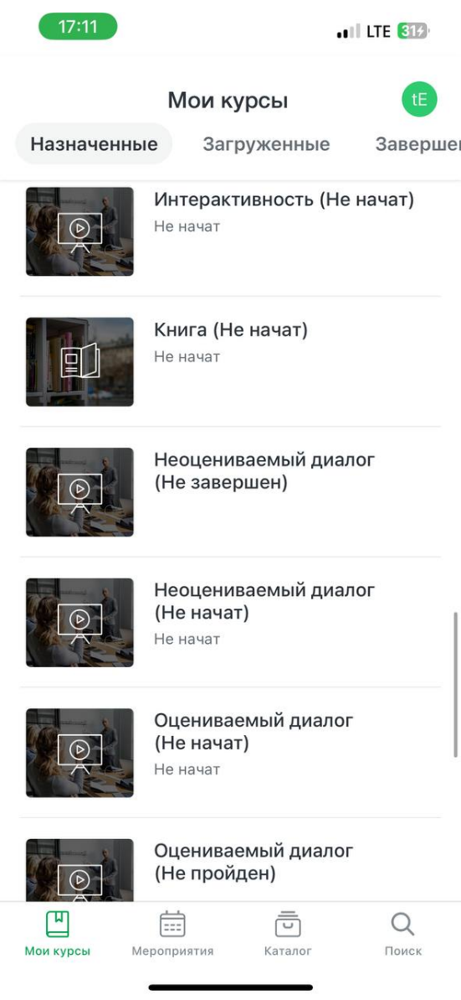 17:11
LTE 31
Мои курсы
tE
Назначенные Загруженные Заверше
Интерактивность (Не начат)
Не начат
Книга (Не начат)
Не начат
Неоцениваемый диалог
(Не завершен)
Неоцениваемый диалог
(Не начат)
Не начат
Оцениваемый диалог
(Не начат)
Не начат
Оцениваемый диалог
(Не пройден)
Мои курсы Мероприятия Каталог Поиск